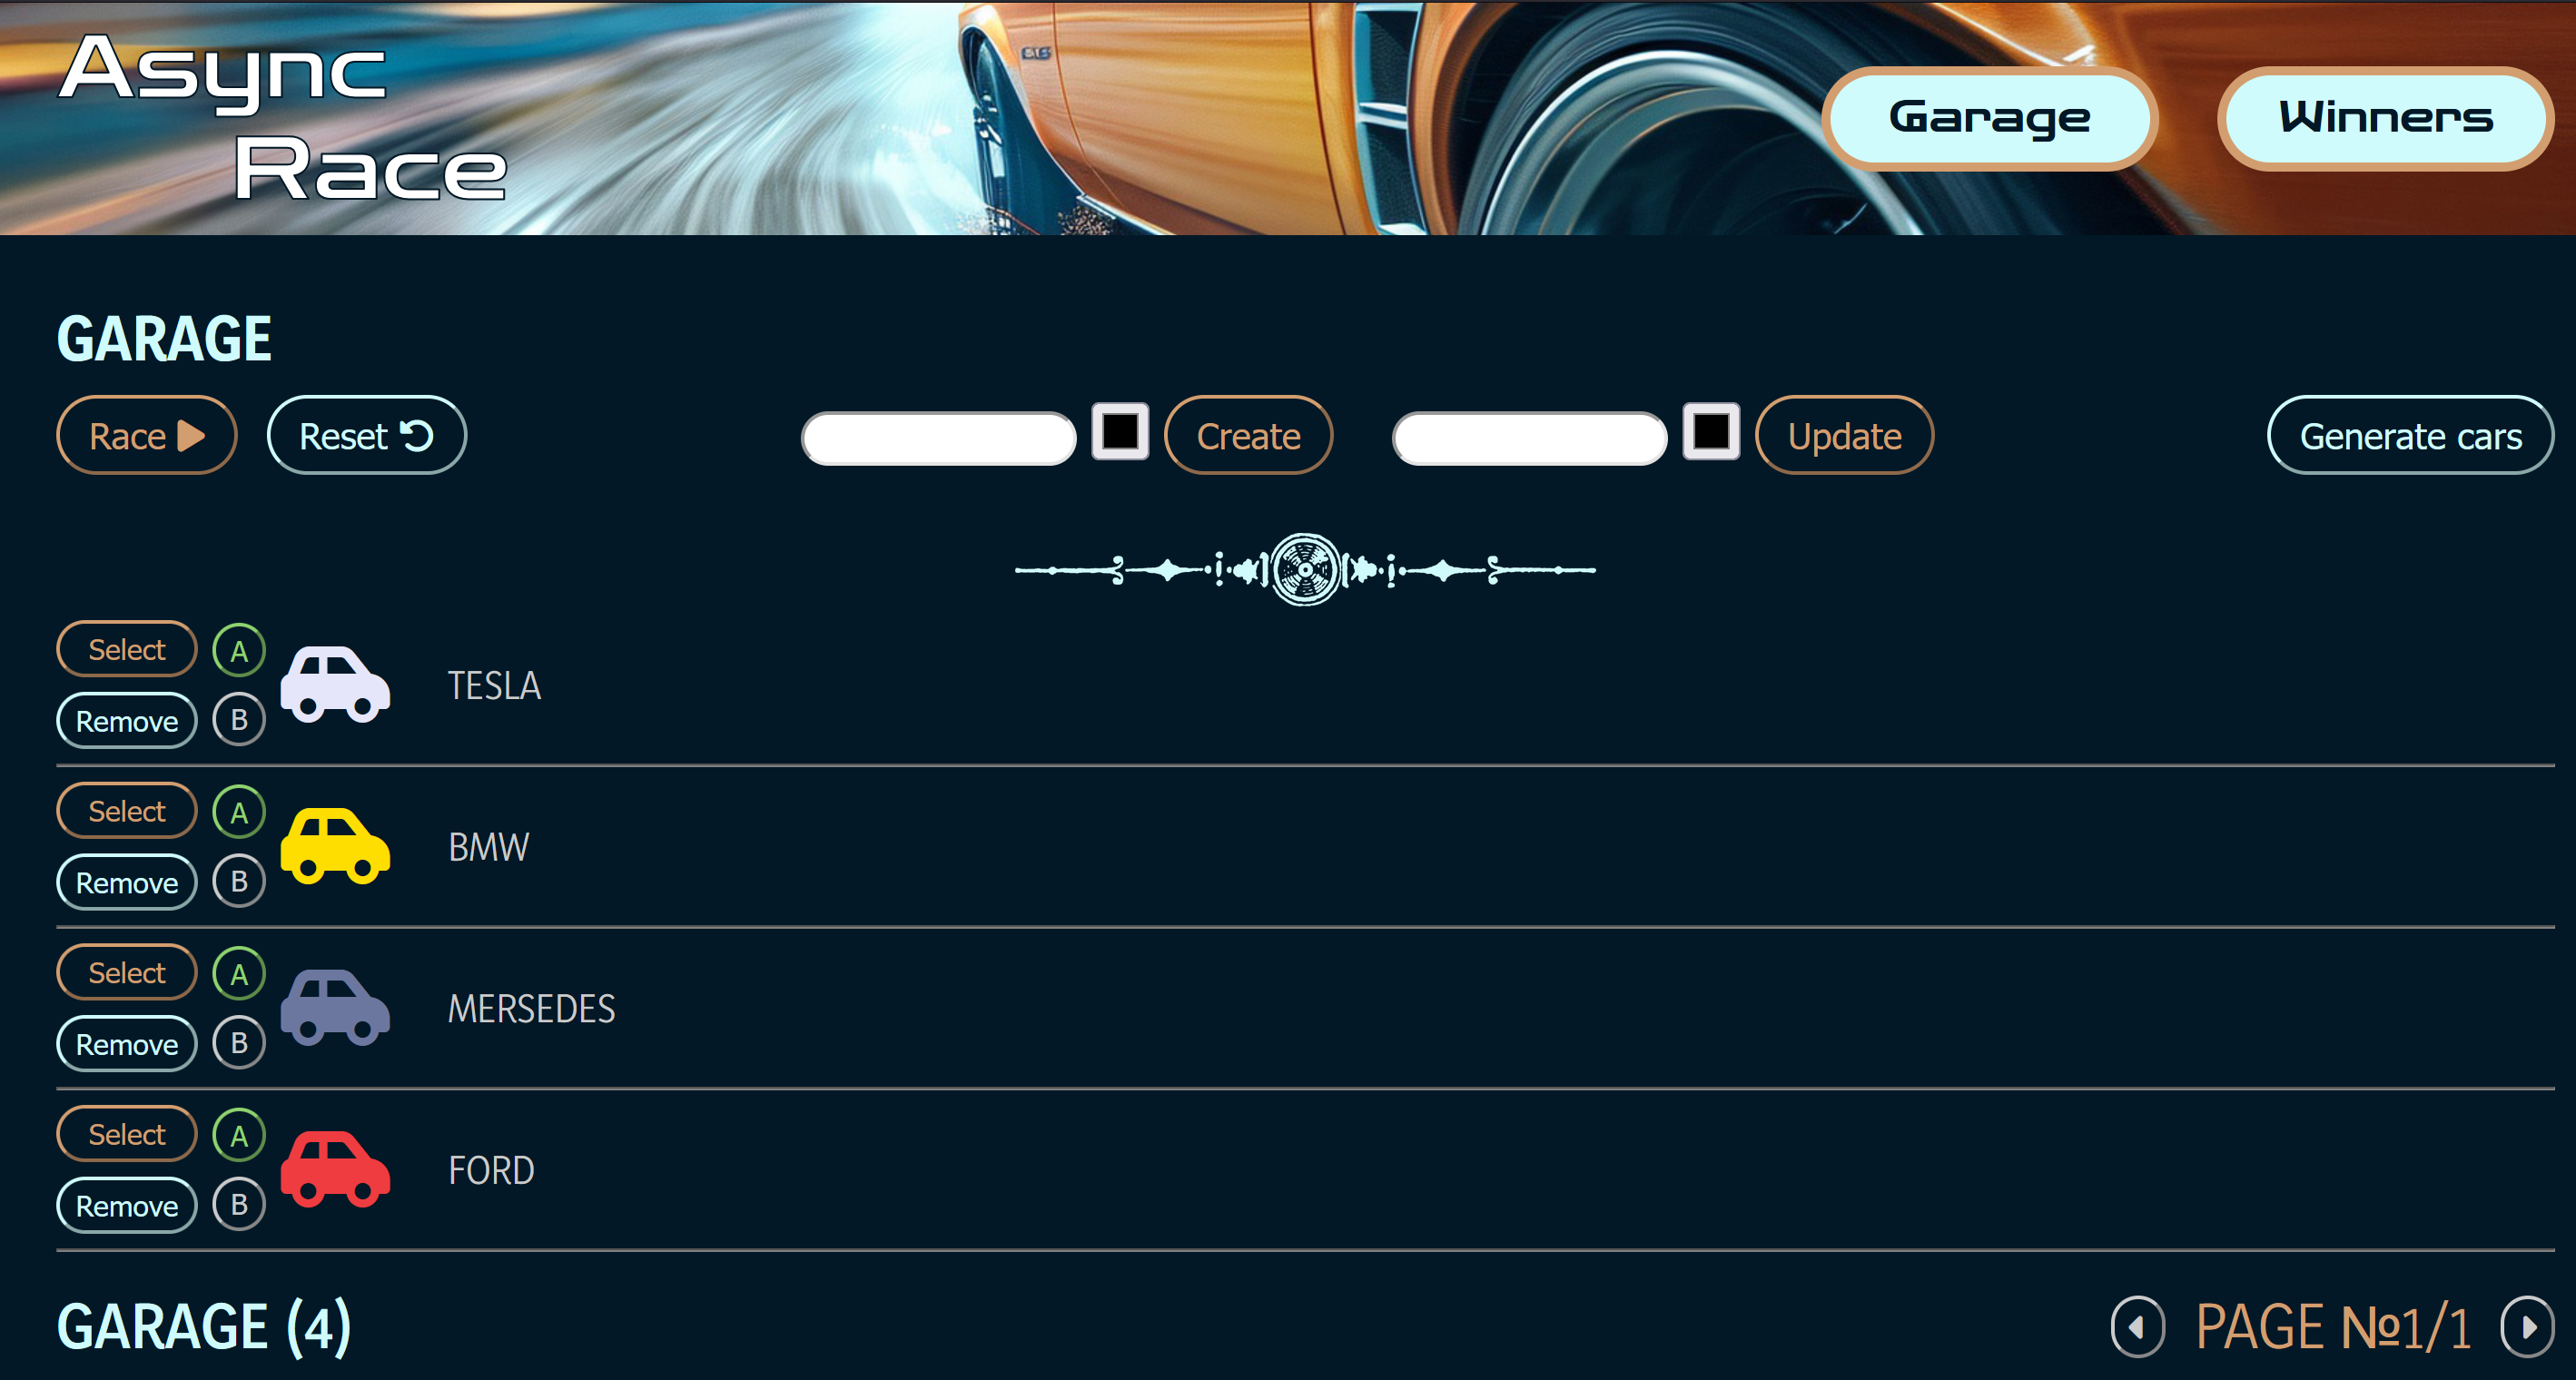 Async
Race
Garage
Winners
GARAGE
Race
Reset
Create
Update
Generate cars
Select
A
Remove
B
TESLA
Select
A
Remove
B
BMW
Select
A
Remove
B
MERSEDES
Select
A
Remove
B
FORD
GARAGE (4)
PAGE №1/1